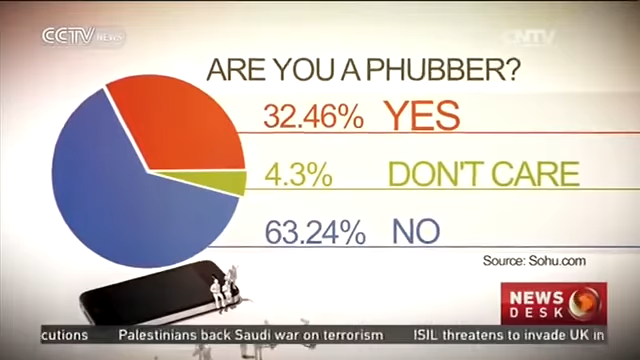 CCTV NEWS
CNTV
ARE YOU A PHUBBER?
32.46% YES
4.3% DON'T CARE
63.24% NO
Source: Sohu.com
NEWS
DESK
cutions Palestinians back Saudi war on terrorism ISIL threatens to invade UK in